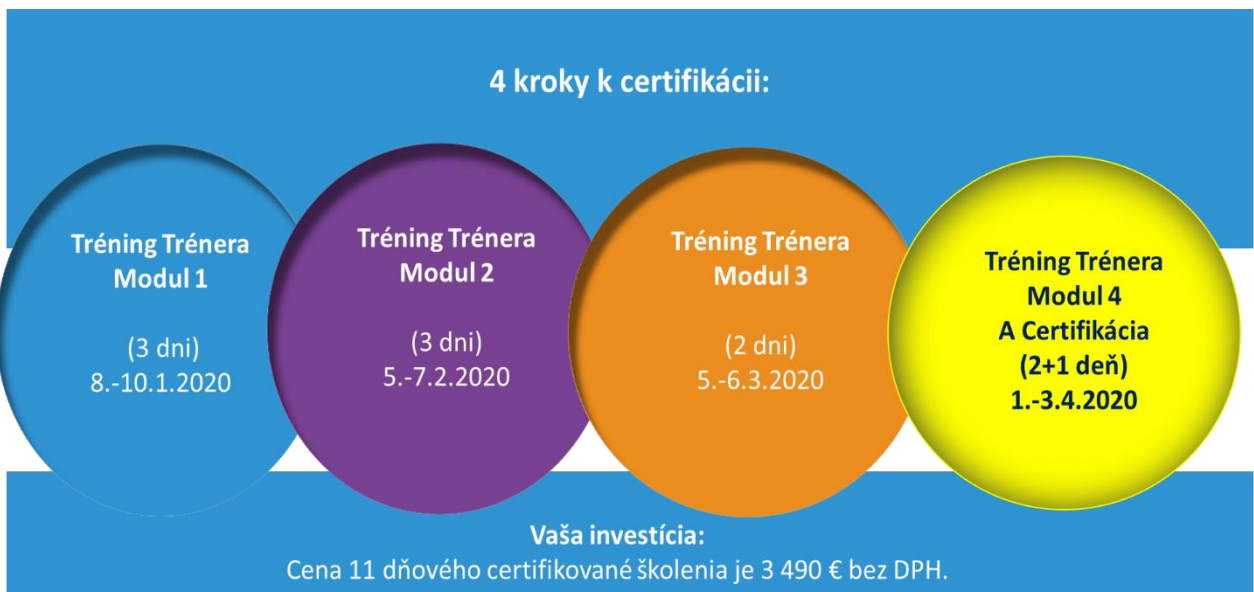 4 kroky k certifikácii:
Tréning Trénera
Modul 1
(3 dni)
8.-10.1.2020
Tréning Trénera
Modul 2
(3 dni)
5.-7.2.2020
Tréning Trénera
Modul 3
(2 dni)
5.-6.3.2020
Tréning Trénera
Modul 4
A Certifikácia
(2+1 deň)
1.-3.4.2020
Vaša investícia:
Cena 11 dňového certifikované školenia je 3 490 € bez DPH.